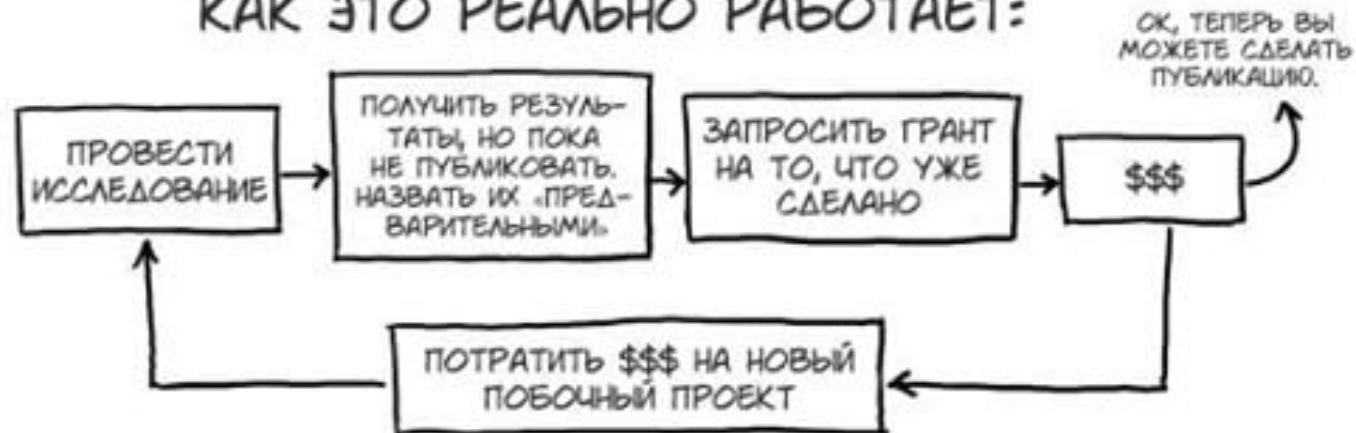 КАК ЭТО РЕАЛЬНО РАБОТАЕТ:
ОК, ТЕПЕРЬ ВЫ
МОЖЕТЕ СДЕЛАТЬ
ПУБЛИКАЦИЮ.
ПРОВЕСТИ
ИССЛЕДОВАНИЕ
ПОЛУЧИТЬ РЕЗУЛЬ-
ТАТЫ, НО ПОКА
НЕ ПУБЛИКОВАТЬ.
НАЗВАТЬ ИХ «ПРЕД-
ВАРИТЕЛЬНЫМИ»
ЗАПРОСИТЬ ГРАНТ
НА ТО, ЧТО УЖЕ
СДЕЛАНО
$$$
ПОТРАТИТЬ $$$ НА НОВЫЙ
ПОБОЧНЫЙ ПРОЕКТ